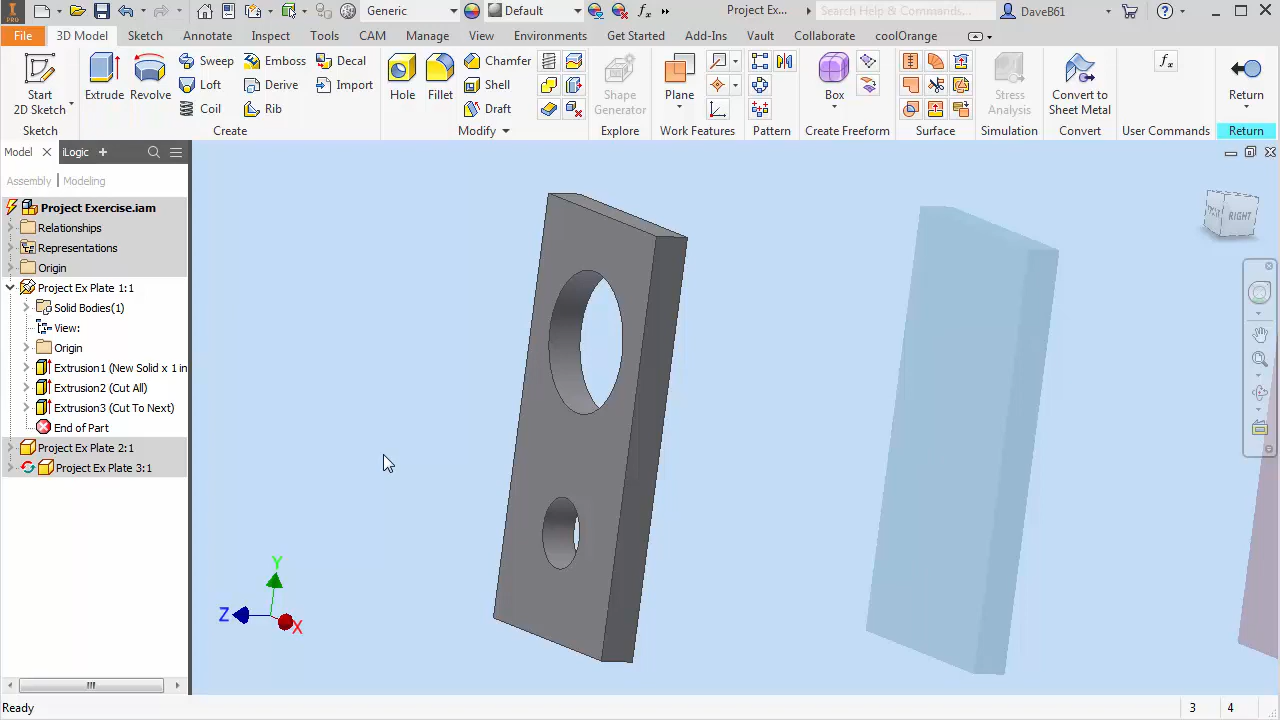 PRO
Generic
Default
fx
Project Ex...
Search Help & Commands...
DaveB61
File
3D Model
Sketch
Annotate
Inspect
Tools
CAM
Manage
View
Environments
Get Started
Add-Ins
Vault
Collaborate
coolOrange
Start
2D Sketch
Sketch
Extrude
Revolve
Sweep
Loft
Coil
Emboss
Derive
Rib
Decal
Import
Create
Hole
Fillet
Chamfer
Shell
Draft
Modify
Shape
Generator
Explore
Plane
Work Features
Pattern
Box
Create Freeform
Surface
Stress
Analysis
Simulation
Convert to
Sheet Metal
Convert
fx
User Commands
Return
Return
Model
iLogic
Assembly
Modeling
Project Exercise.iam
Relationships
Representations
Origin
Project Ex Plate 1:1
Solid Bodies(1)
View:
Origin
Extrusion1 (New Solid x 1 in
Extrusion2 (Cut All)
Extrusion3 (Cut To Next)
End of Part
Project Ex Plate 2:1
Project Ex Plate 3:1
RIGHT
Y
Z
X
Ready
3
4